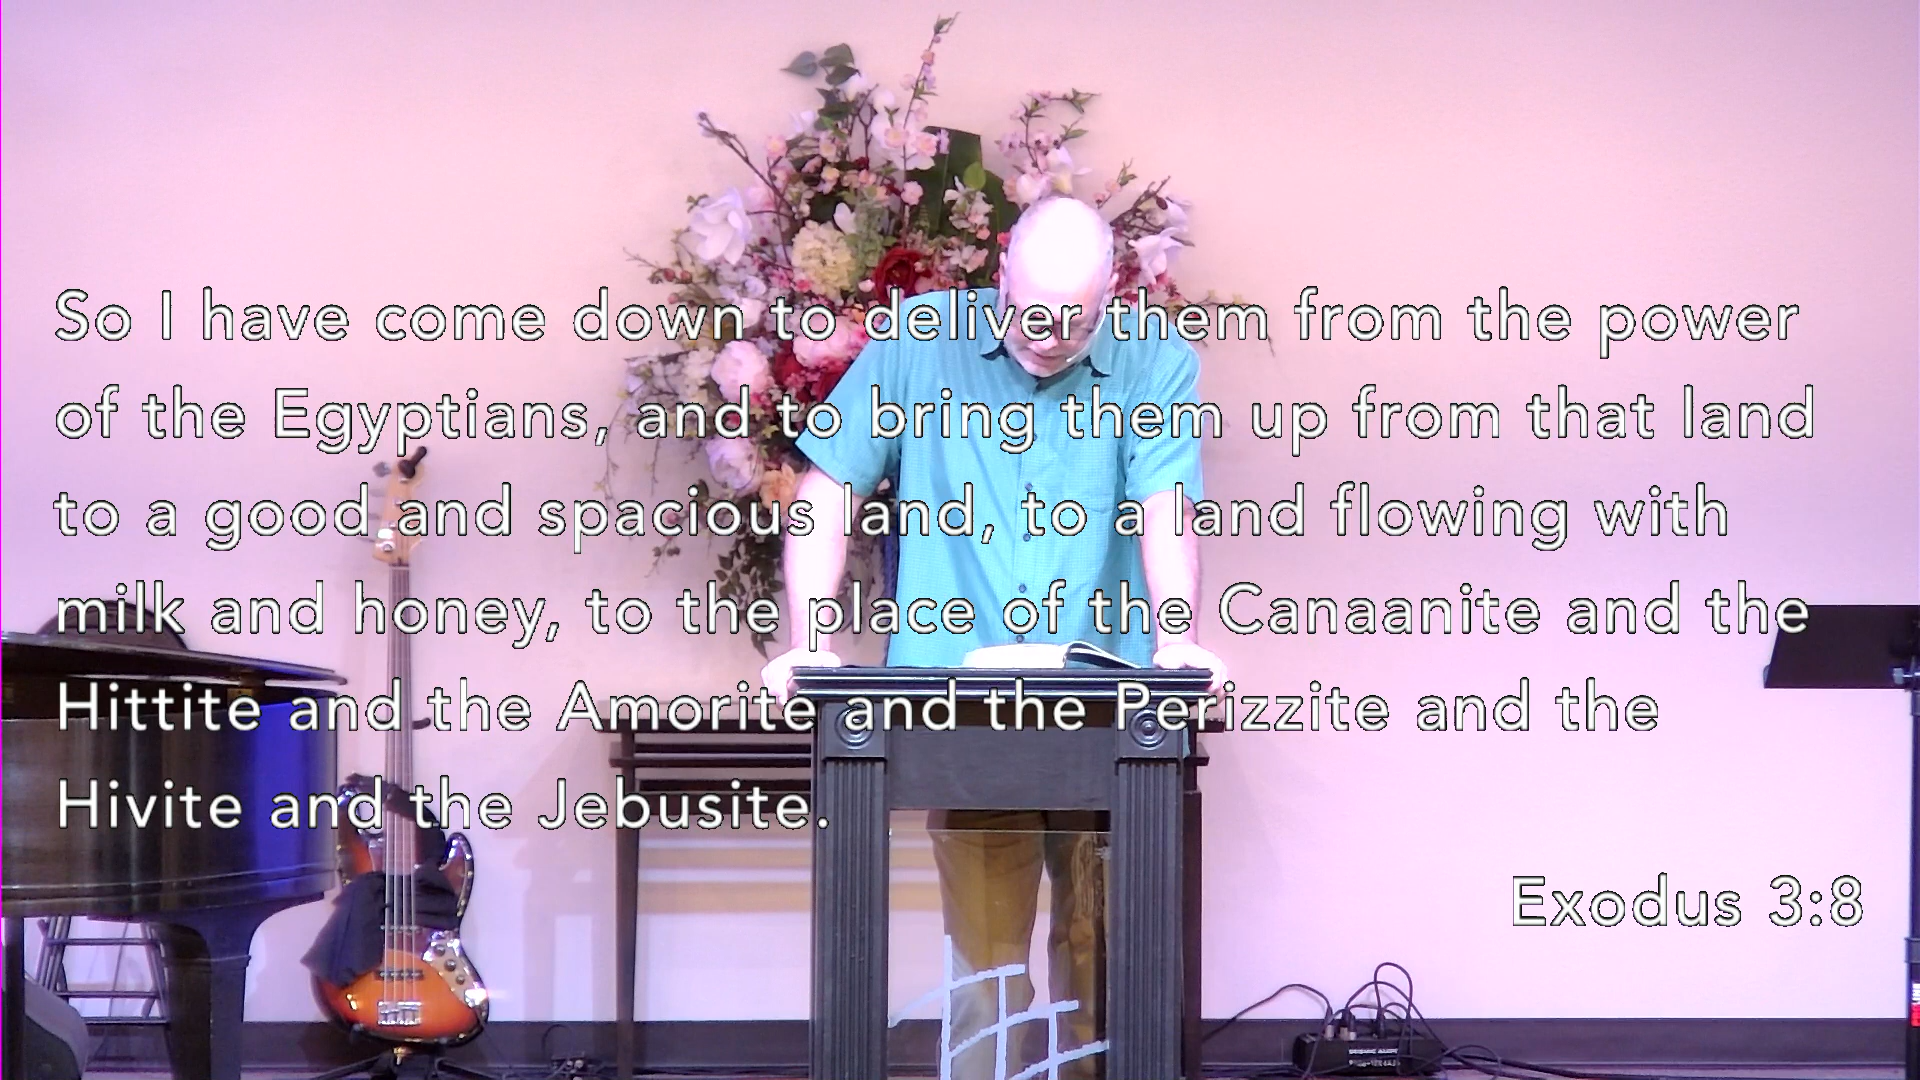 So I have come down to deliver them from the power
of the Egyptians, and to bring them up from that land
to a good and spacious land, to a land flowing with
milk and honey, to the place of the Canaanite and the
Hittite and the Amorite and the Perizzite and the
Hivite and the Jebusite.
Exodus 3:8